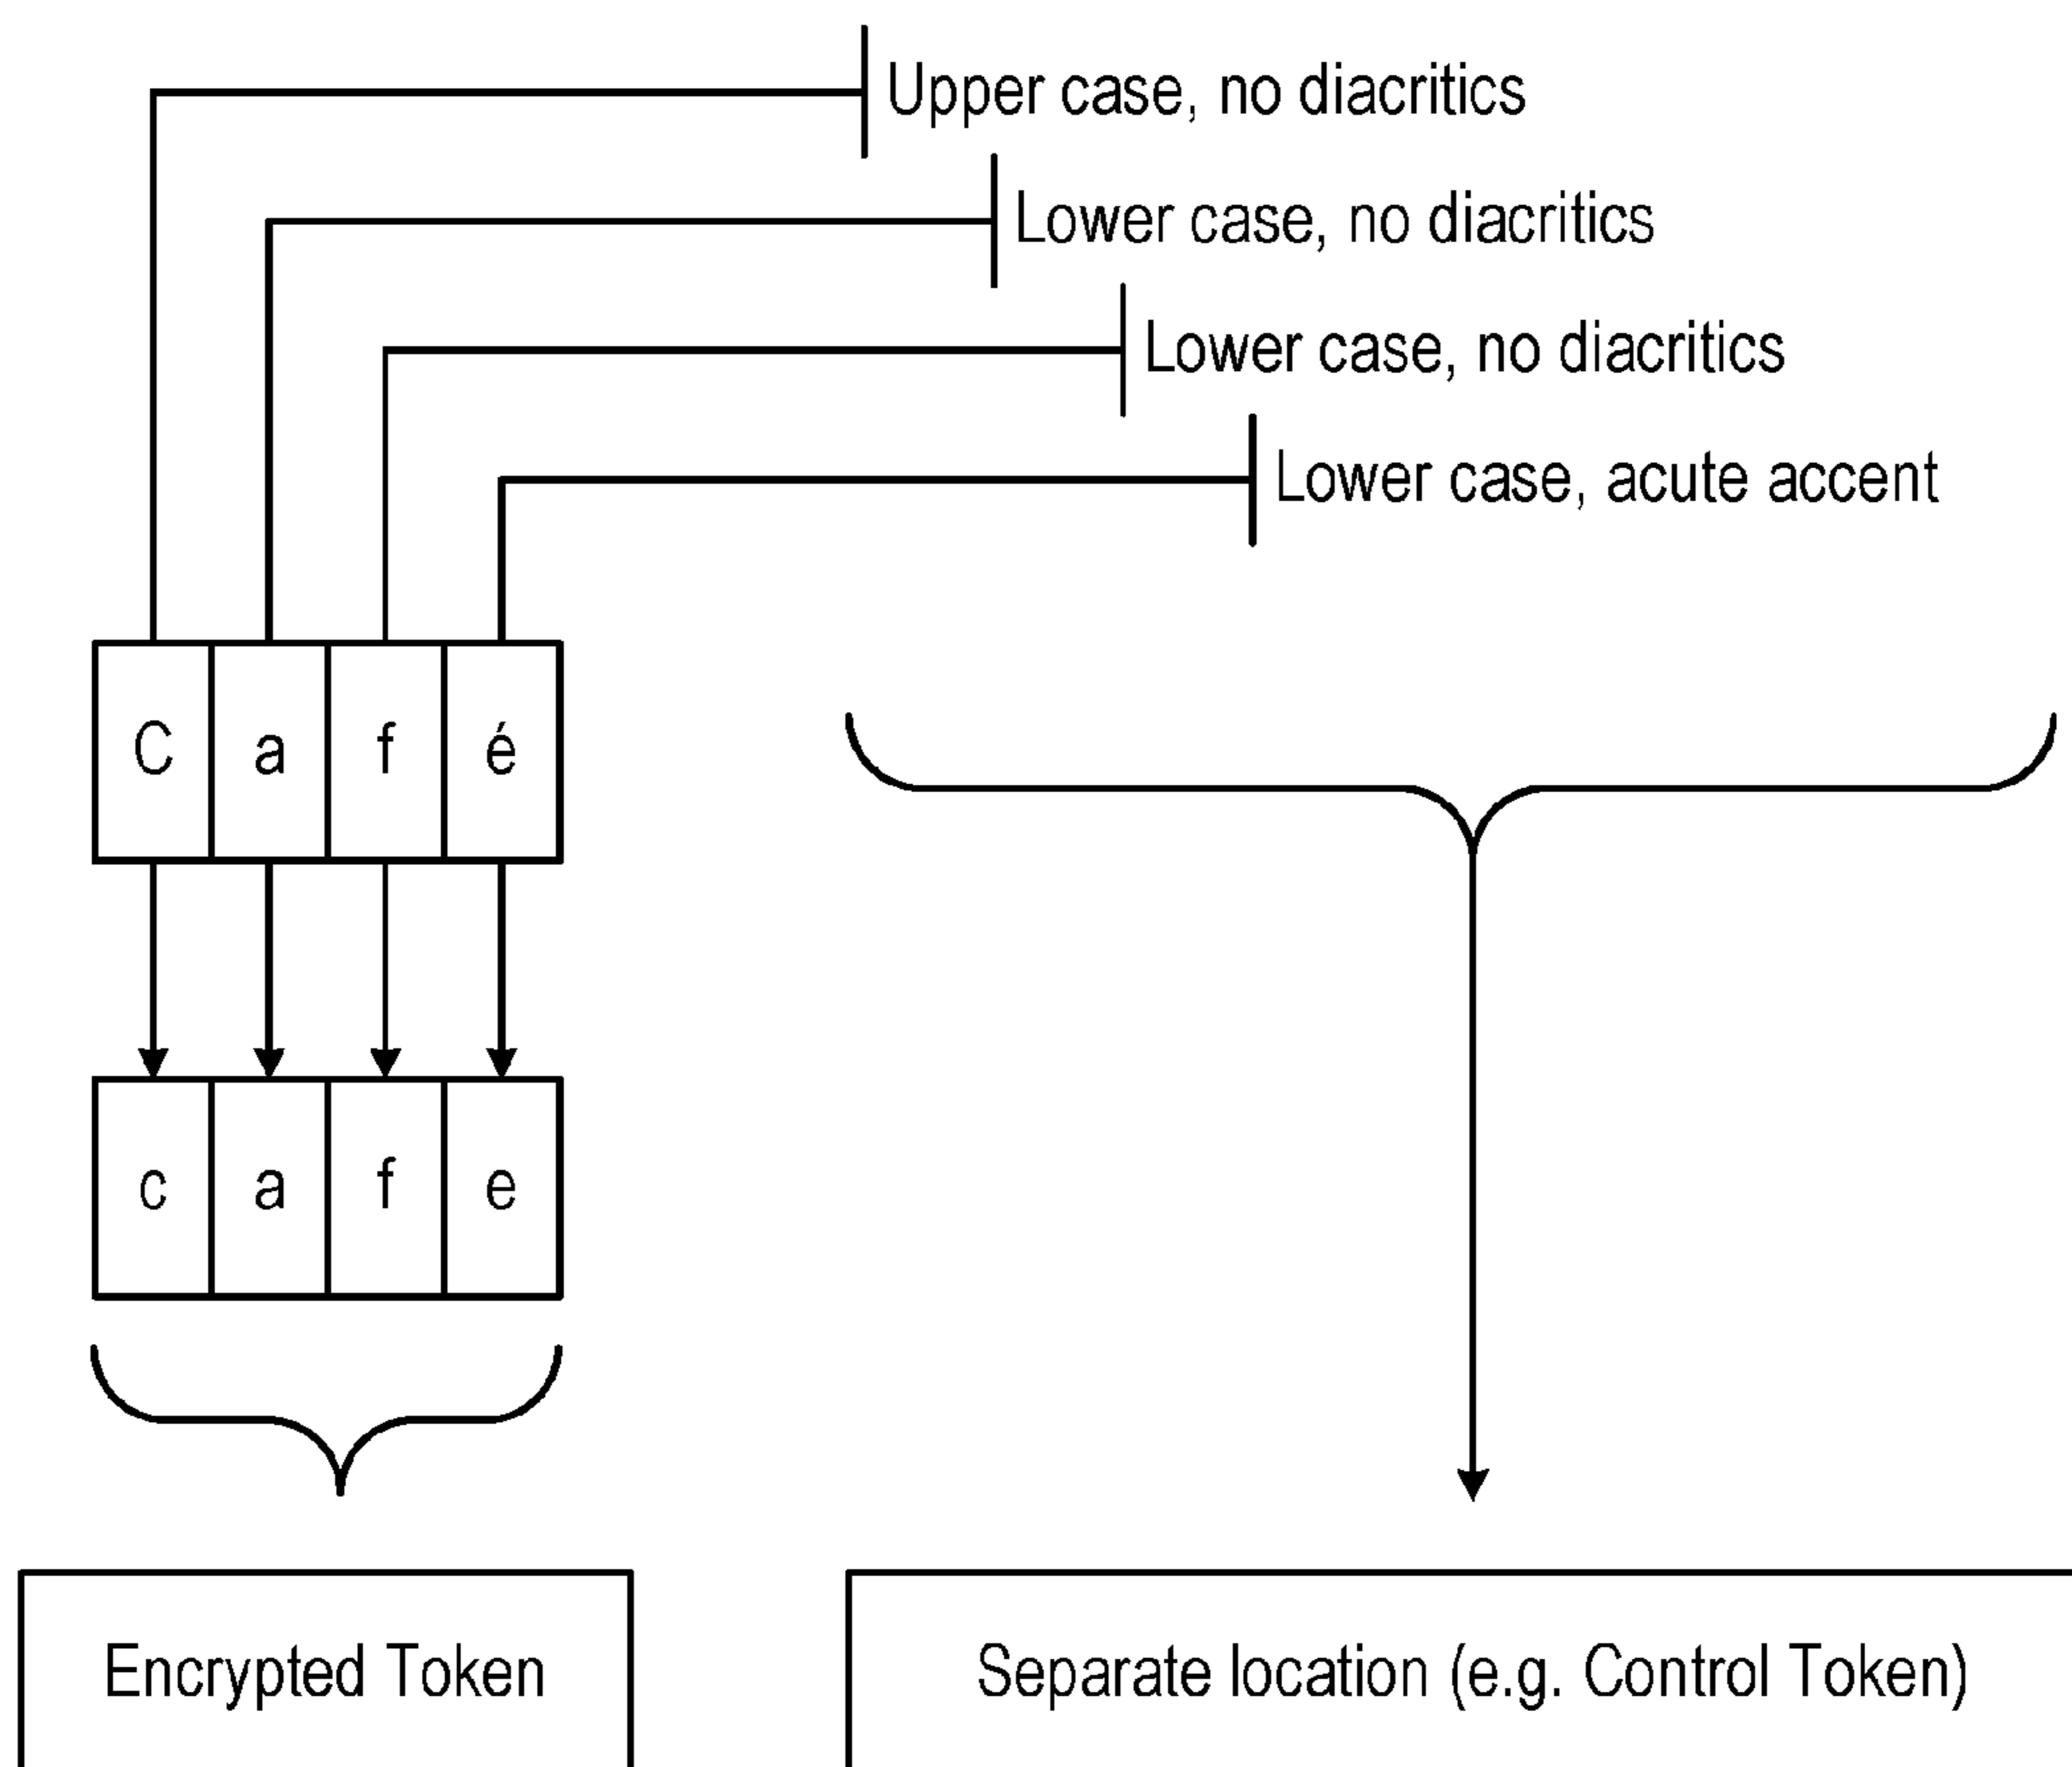 Upper case, no diacritics
Lower case, no diacritics
Lower case, no diacritics
Lower case, acute accent
C a f é
c a f e
Encrypted Token
Separate location (e.g. Control Token)